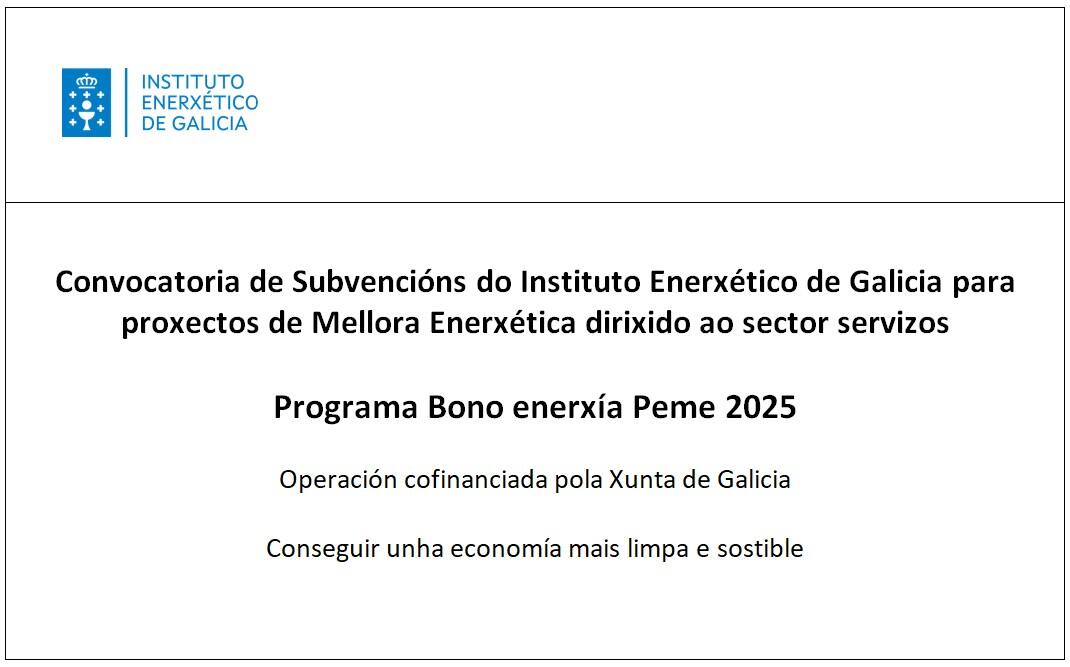 INSTITUTO
ENERXÉTICO
DE GALICIA
Convocatoria de Subvencións do Instituto Enerxético de Galicia para
proxectos de Mellora Enerxética dirixido ao sector servizos
Programa Bono enerxía Peme 2025
Operación cofinanciada pola Xunta de Galicia
Conseguir unha economía mais limpa e sostible